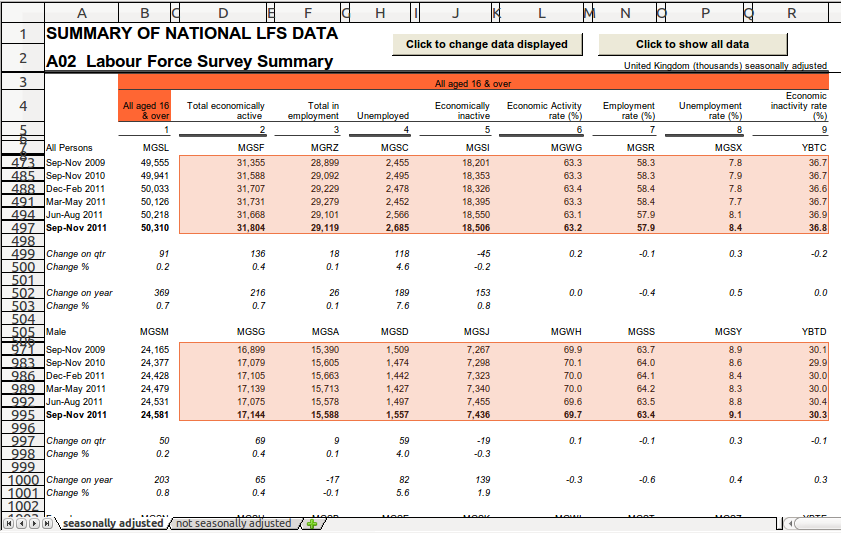 A B C D E F G H I J K L M N O P Q R
1 SUMMARY OF NATIONAL LFS DATA
Click to change data displayed Click to show all data
2 A02 Labour Force Survey Summary United Kingdom (thousands) seasonally adjusted
3 All aged 16 & over
4 All aged 16 & over Total economically active Total in employment Unemployed Economically inactive Economic Activity rate (%) Employment rate (%) Unemployment rate (%) Economic inactivity rate (%)
5 1 2 3 4 5 6 7 8 9
7 All Persons MGSL MGSF MGRZ MGSC MGSI MGWG MGSR MGSX YBTC
473 Sep-Nov 2009 49,555 31,355 28,899 2,455 18,201 63.3 58.3 7.8 36.7
485 Sep-Nov 2010 49,941 31,588 29,092 2,495 18,353 63.3 58.3 7.9 36.7
488 Dec-Feb 2011 50,033 31,707 29,229 2,478 18,326 63.4 58.4 7.8 36.6
491 Mar-May 2011 50,126 31,731 29,279 2,452 18,395 63.3 58.4 7.7 36.7
494 Jun-Aug 2011 50,218 31,668 29,101 2,566 18,550 63.1 57.9 8.1 36.9
497 Sep-Nov 2011 50,310 31,804 29,119 2,685 18,506 63.2 57.9 8.4 36.8
498
499 Change on qtr 91 136 18 118 -45 0.2 -0.1 0.3 -0.2
500 Change % 0.2 0.4 0.1 4.6 -0.2
501
502 Change on year 369 216 26 189 153 0.0 -0.4 0.5 0.0
503 Change % 0.7 0.7 0.1 7.6 0.8
504
505 Male MGSM MGSG MGSA MGSD MGSJ MGWH MGSS MGSY YBTD
971 Sep-Nov 2009 24,165 16,899 15,390 1,509 7,267 69.9 63.7 8.9 30.1
983 Sep-Nov 2010 24,377 17,079 15,605 1,474 7,298 70.1 64.0 8.6 29.9
986 Dec-Feb 2011 24,428 17,105 15,663 1,442 7,323 70.0 64.1 8.4 30.0
989 Mar-May 2011 24,479 17,139 15,713 1,427 7,340 70.0 64.2 8.3 30.0
992 Jun-Aug 2011 24,531 17,075 15,578 1,497 7,455 69.6 63.5 8.8 30.4
995 Sep-Nov 2011 24,581 17,144 15,588 1,557 7,436 69.7 63.4 9.1 30.3
996
997 Change on qtr 50 69 9 59 -19 0.1 -0.1 0.3 -0.1
998 Change % 0.2 0.4 0.1 4.0 -0.3
999
1000 Change on year 203 65 -17 82 139 -0.3 -0.6 0.4 0.3
1001 Change % 0.8 0.4 -0.1 5.6 1.9
1002
seasonally adjusted not seasonally adjusted